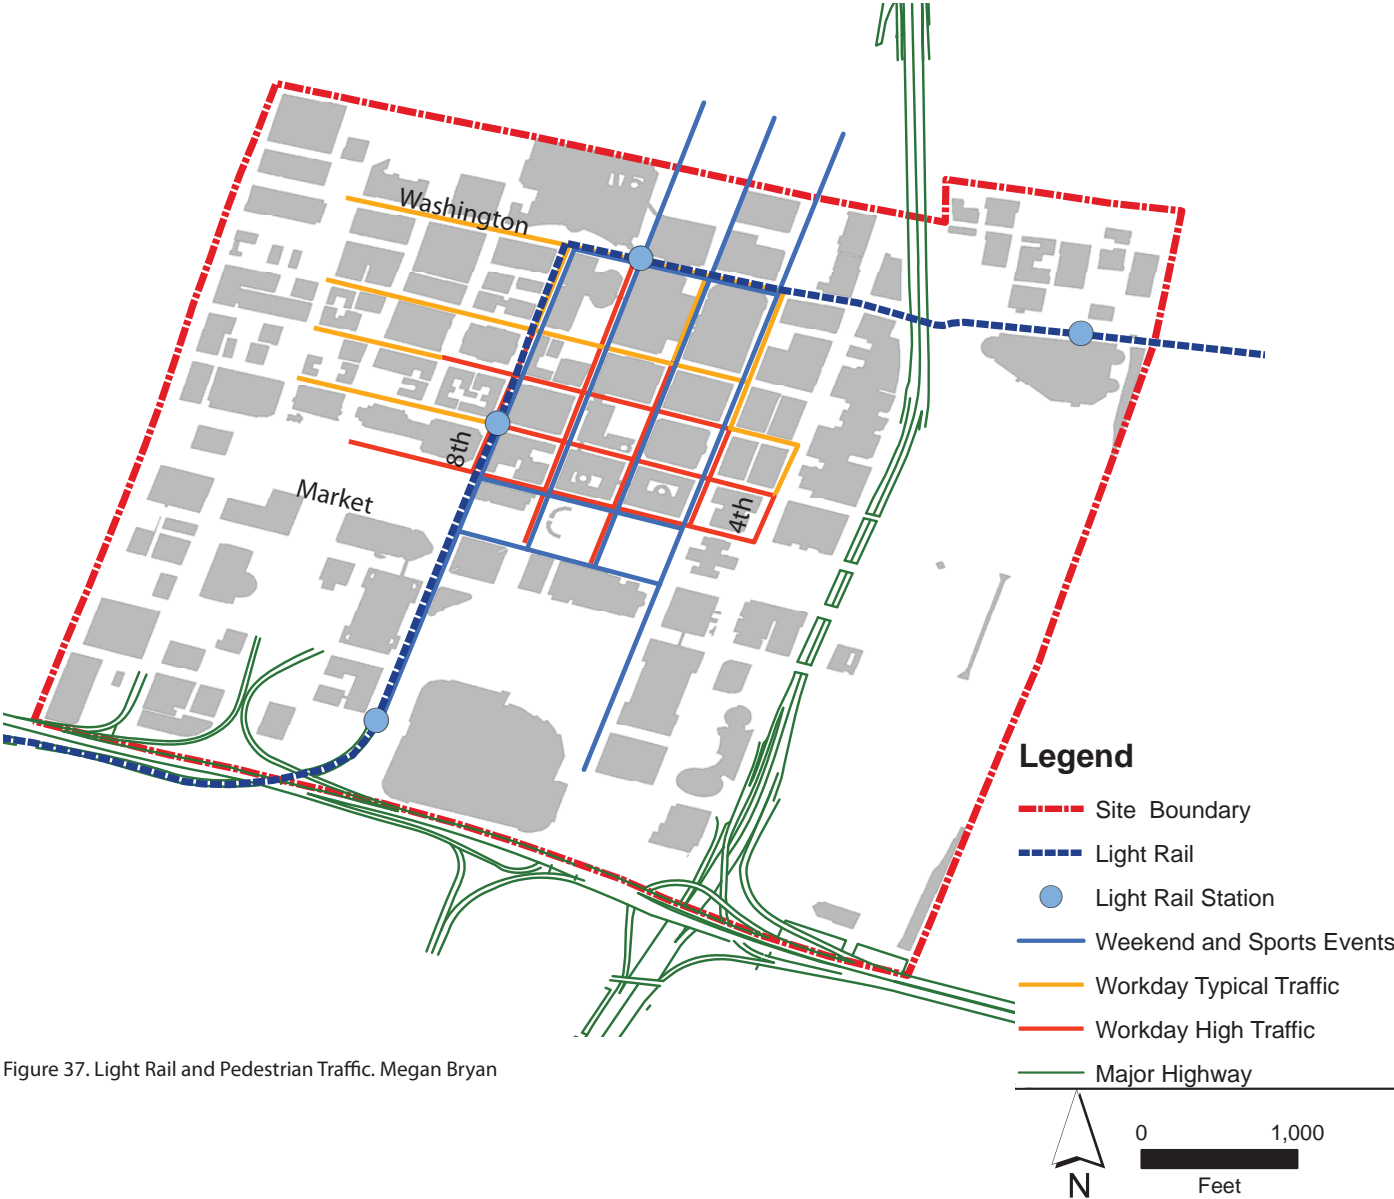 Washington
8th
Market
4th
Legend
Site Boundary
Light Rail
Light Rail Station
Weekend and Sports Events
Workday Typical Traffic
Workday High Traffic
Major Highway
Figure 37. Light Rail and Pedestrian Traffic. Megan Bryan
0 1,000
Feet
N